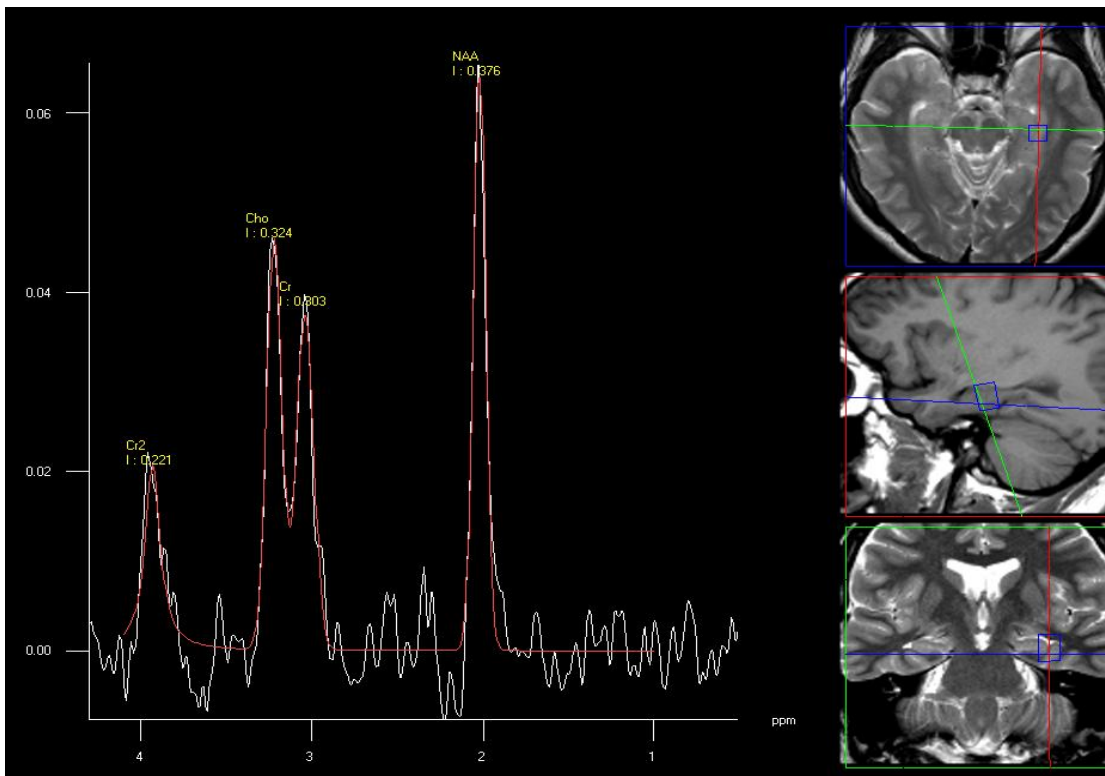 NAA
I : 0.376
0.06
Cho
I : 0.324
Cr
I : 0.303
0.04
Cr2
I : 0.221
0.02
0.00
ppm
4 3 2 1